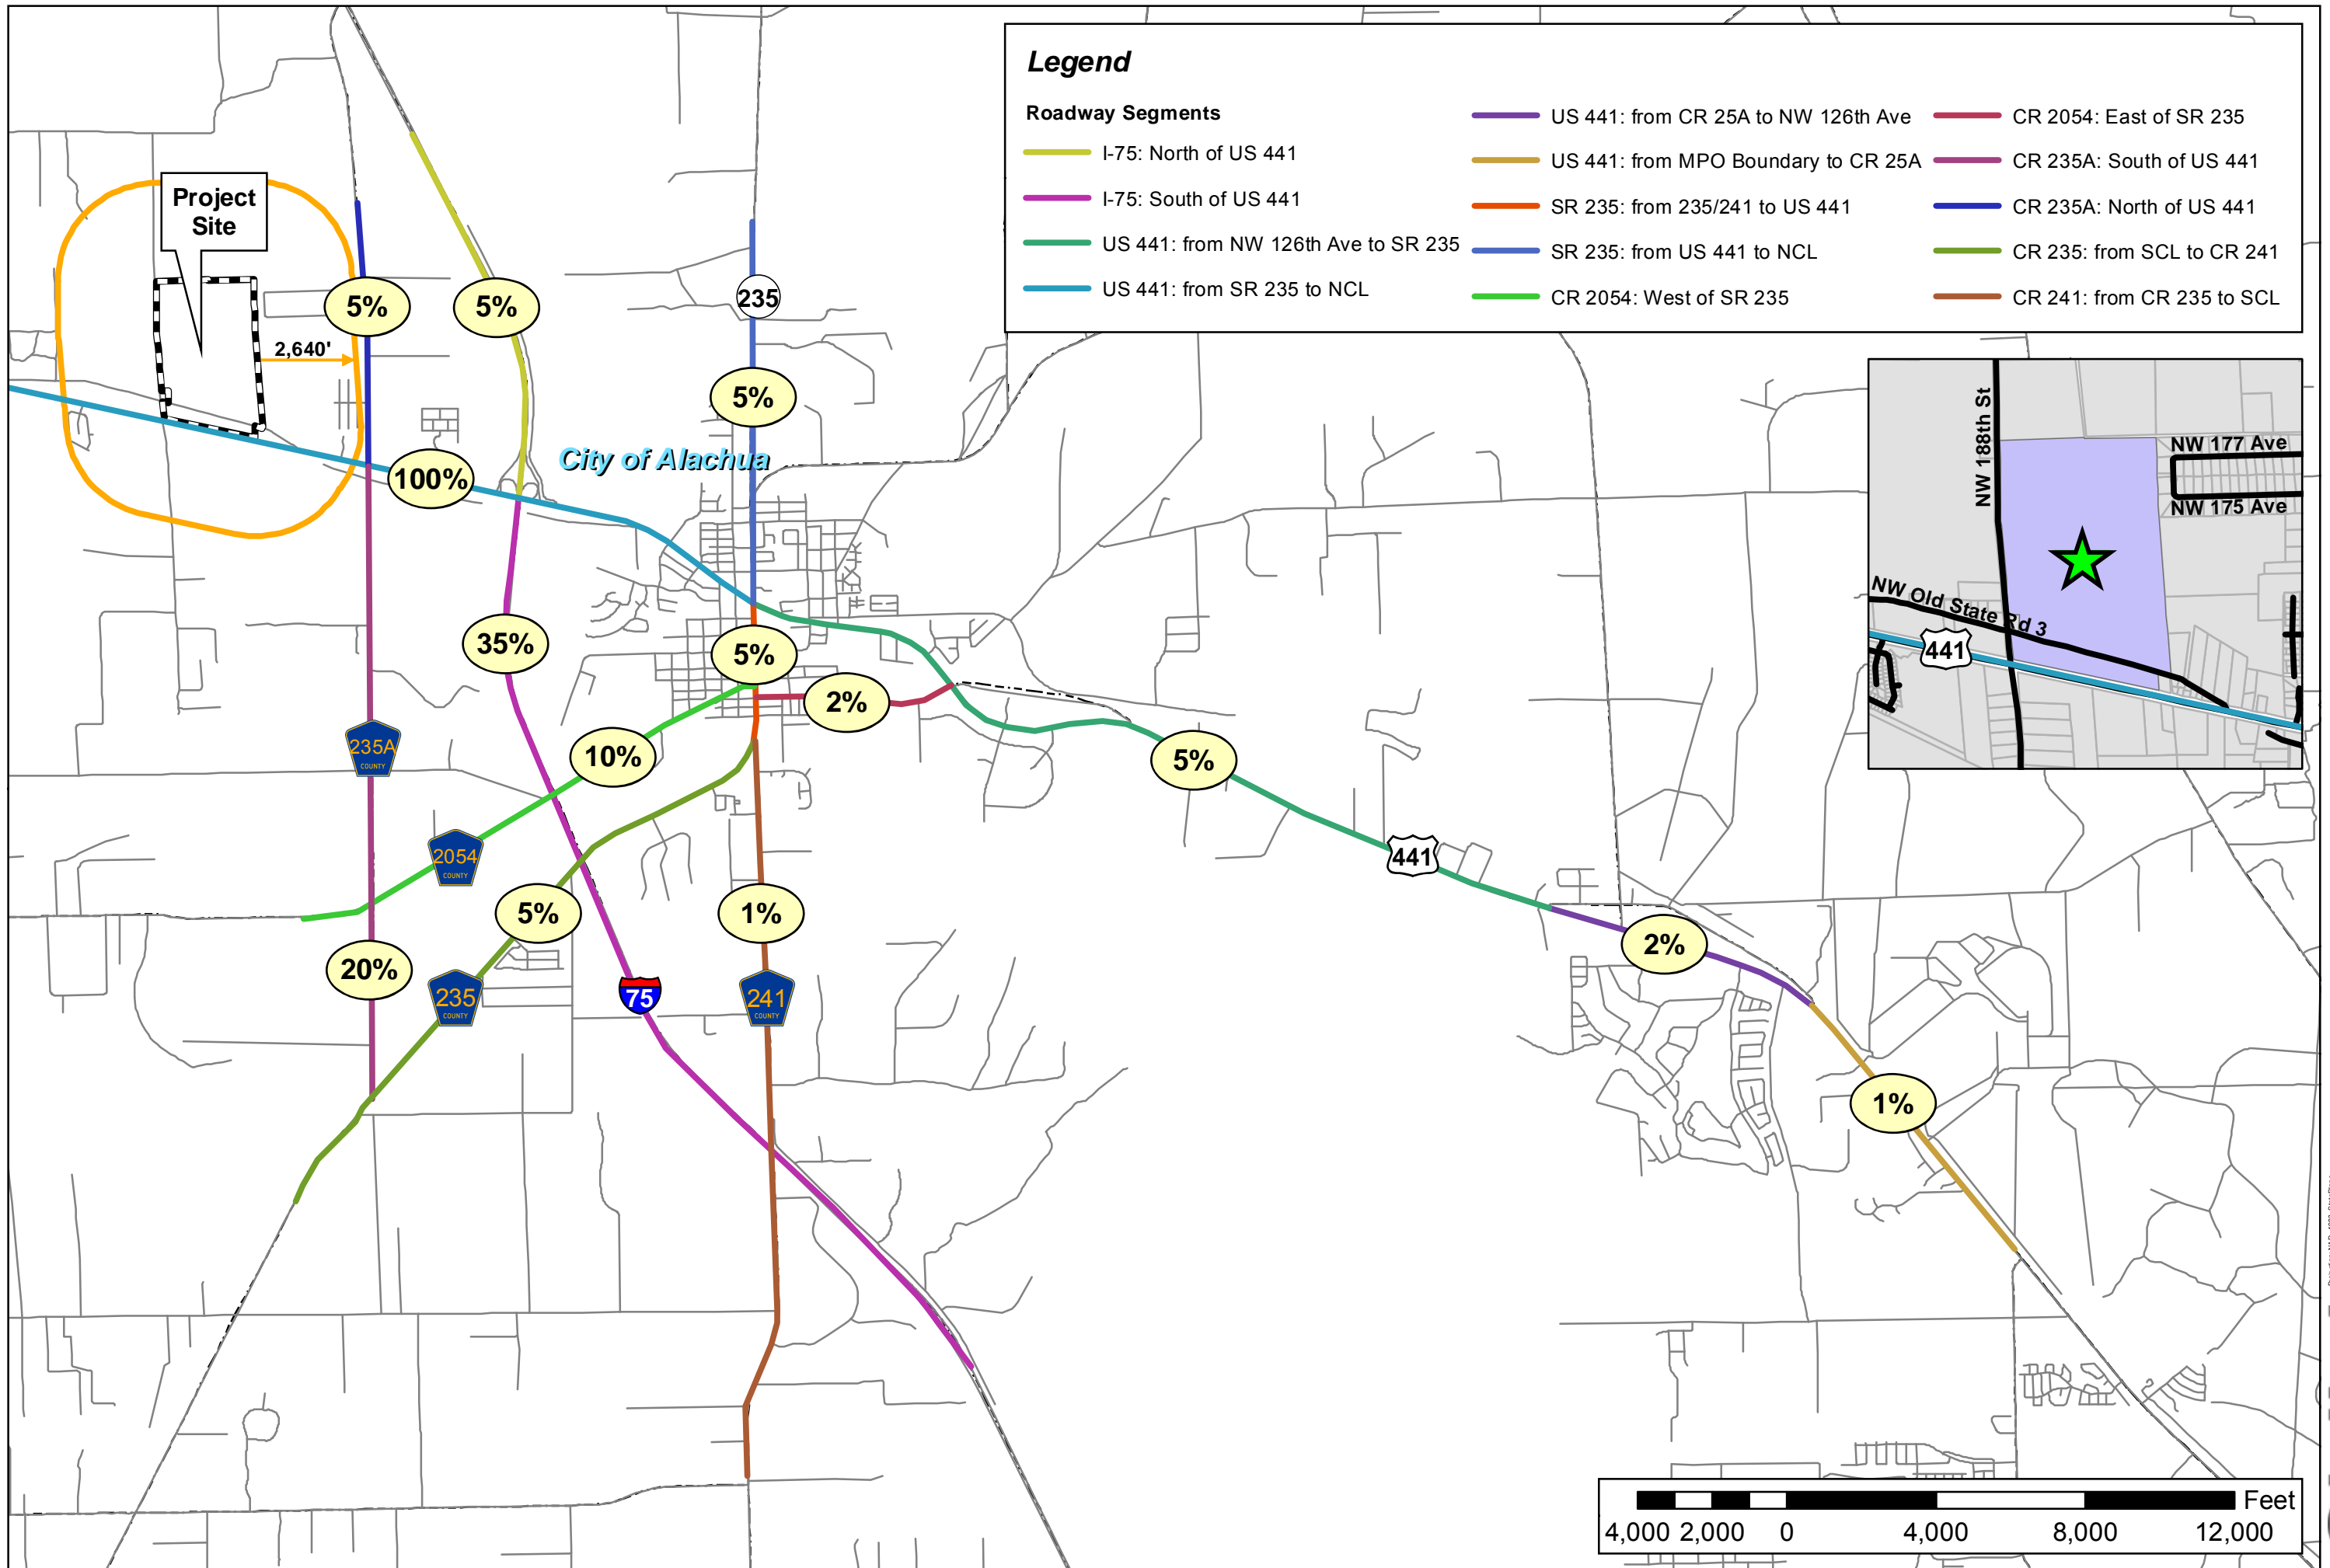 Legend
Roadway Segments
I-75: North of US 441
I-75: South of US 441
US 441: from NW 126th Ave to SR 235
US 441: from SR 235 to NCL
US 441: from CR 25A to NW 126th Ave
US 441: from MPO Boundary to CR 25A
SR 235: from 235/241 to US 441
SR 235: from US 441 to NCL
CR 2054: West of SR 235
CR 2054: East of SR 235
CR 235A: South of US 441
CR 235A: North of US 441
CR 235: from SCL to CR 241
CR 241: from CR 235 to SCL
Project
Site
2,640'
5%
5%
235
5%
100%
City of Alachua
35%
5%
2%
10%
5%
235A
COUNTY
2054
COUNTY
441
5%
1%
2%
20%
235
COUNTY
75
241
COUNTY
1%
NW 188th St
NW 177 Ave
NW 175 Ave
NW Old State Rd 3
441
Feet
4,000 2,000 0 4,000 8,000 12,000